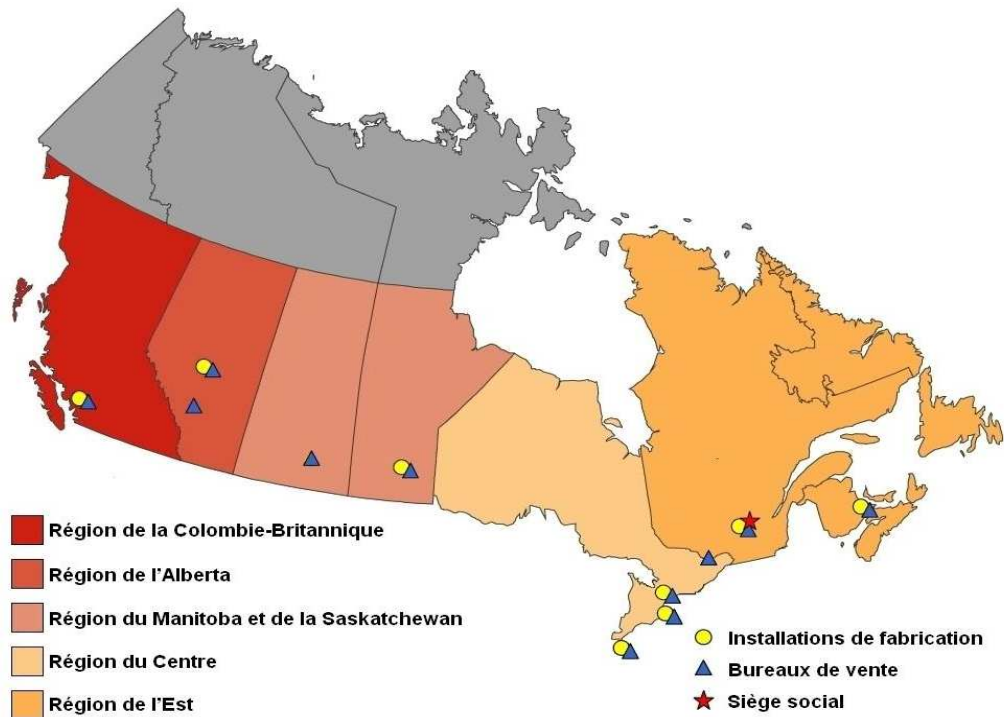 Région de la Colombie-Britannique
Région de l'Alberta
Région du Manitoba et de la Saskatchewan
Région du Centre
Région de l'Est
Installations de fabrication
Bureaux de vente
Siège social